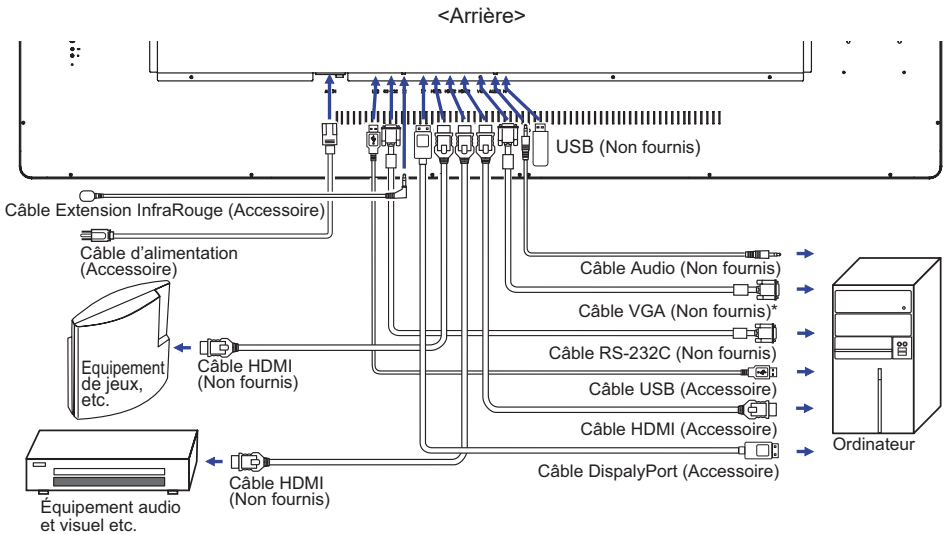 <Arrière>
USB (Non fournis)
Câble Extension InfraRouge (Accessoire)
Câble d'alimentation
(Accessoire)
Câble Audio (Non fournis)
Câble VGA (Non fournis)*
Câble RS-232C (Non fournis)
Câble USB (Accessoire)
Câble HDMI (Accessoire)
Câble DispalyPort (Accessoire)
Ordinateur
Equipement
de jeux,
etc.
Câble HDMI
(Non fournis)
Câble HDMI
(Non fournis)
Équipement audio
et visuel etc.